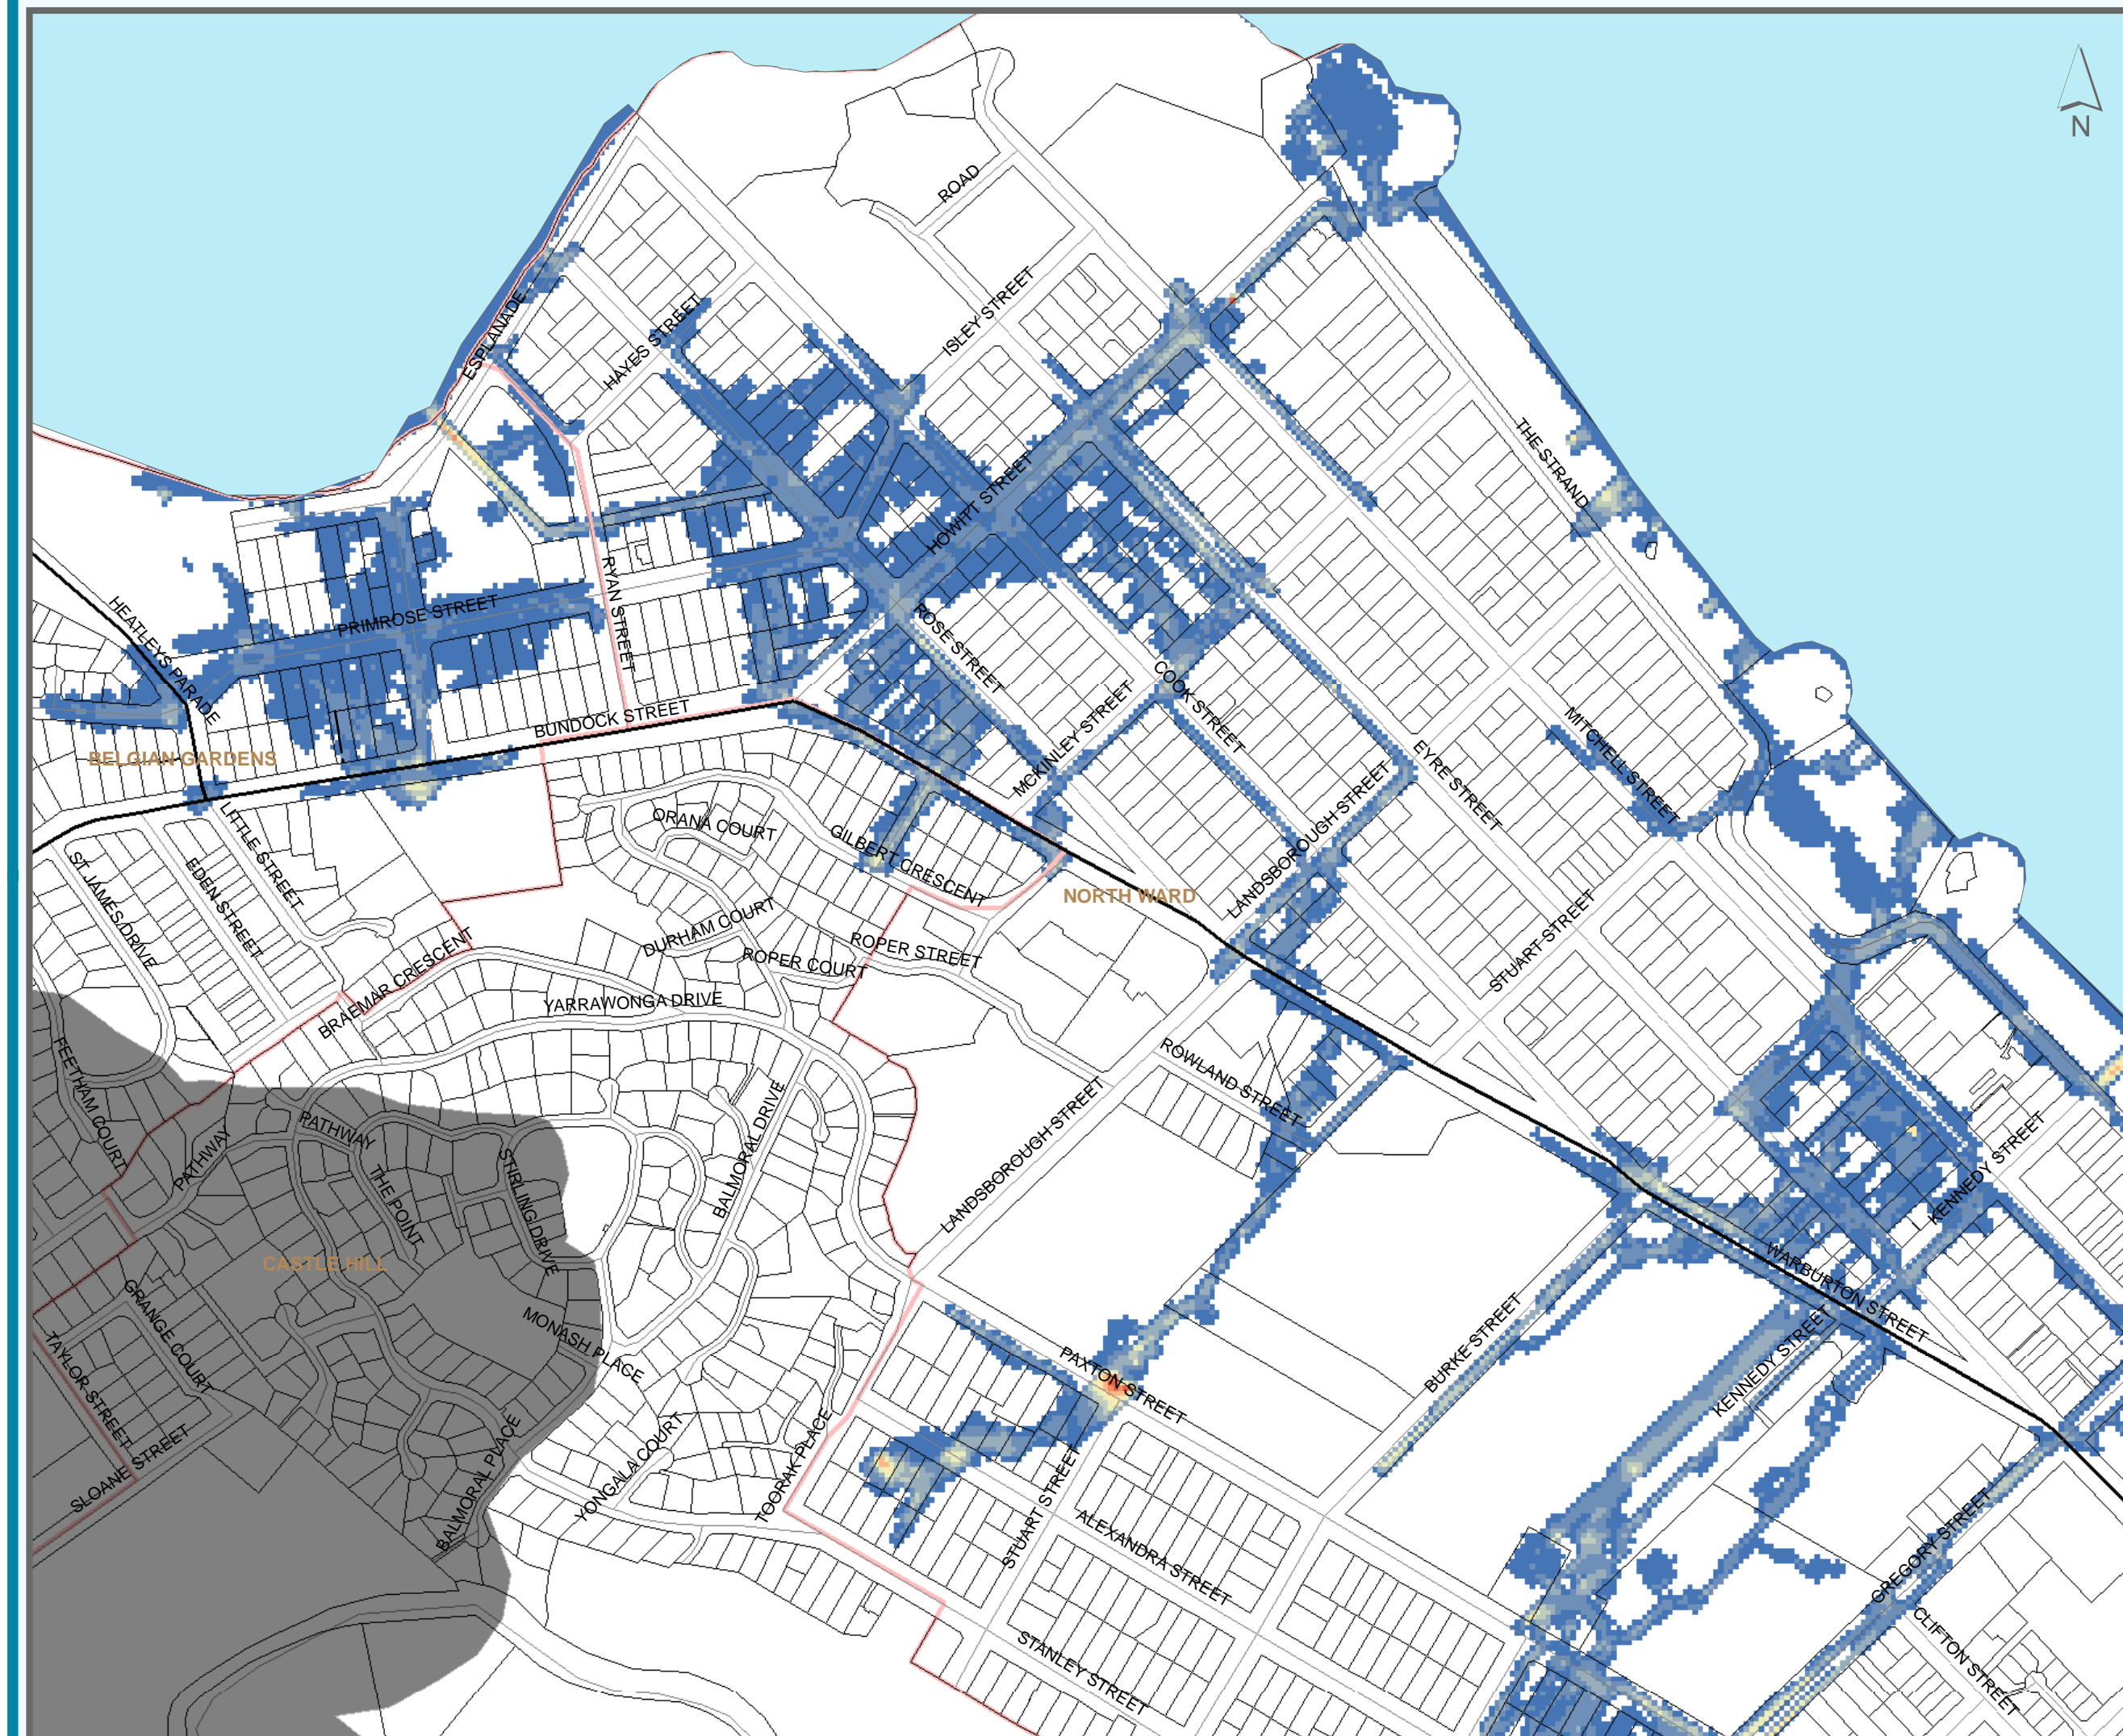 N
ROAD
ISLEY STREET
HAYES STREET
ESPLANADE
THE STRAND
HOWITT STREET
HEATLEYS PARADE
PRIMROSE STREET
RYAN STREET
ROSE STREET
COOK STREET
MCKINLEY STREET
BUNDOCK STREET
MITCHELL STREET
EYRE STREET
BELGIAN GARDENS
LITTLE STREET
ORANA COURT
GILBERT CRESCENT
LANDSBOROUGH STREET
NORTH WARD
ST JAMES DRIVE
EDEN STREET
DURHAM COURT
ROPER STREET
ROPER COURT
STUART STREET
BRAEMAR CRESCENT
YARRAWONGA DRIVE
FEETHAM COURT
ROWLAND STREET
PATHWAY
PATHWAY
THE POINT
STIRLING DRIVE
BALMORAL DRIVE
LANDSBOROUGH STREET
KENNEDY STREET
CASTLE HILL
WARBURTON STREET
GRANGE COURT
MONASH PLACE
TAYLOR STREET
PAXTON STREET
BURKE STREET
KENNEDY STREET
SLOANE STREET
BALMORAL PLACE
YONGALA COURT
TOORAK PLACE
STUART STREET
ALEXANDRA STREET
GREGORY STREET
CLIFTON STREET
STANLEY STREET